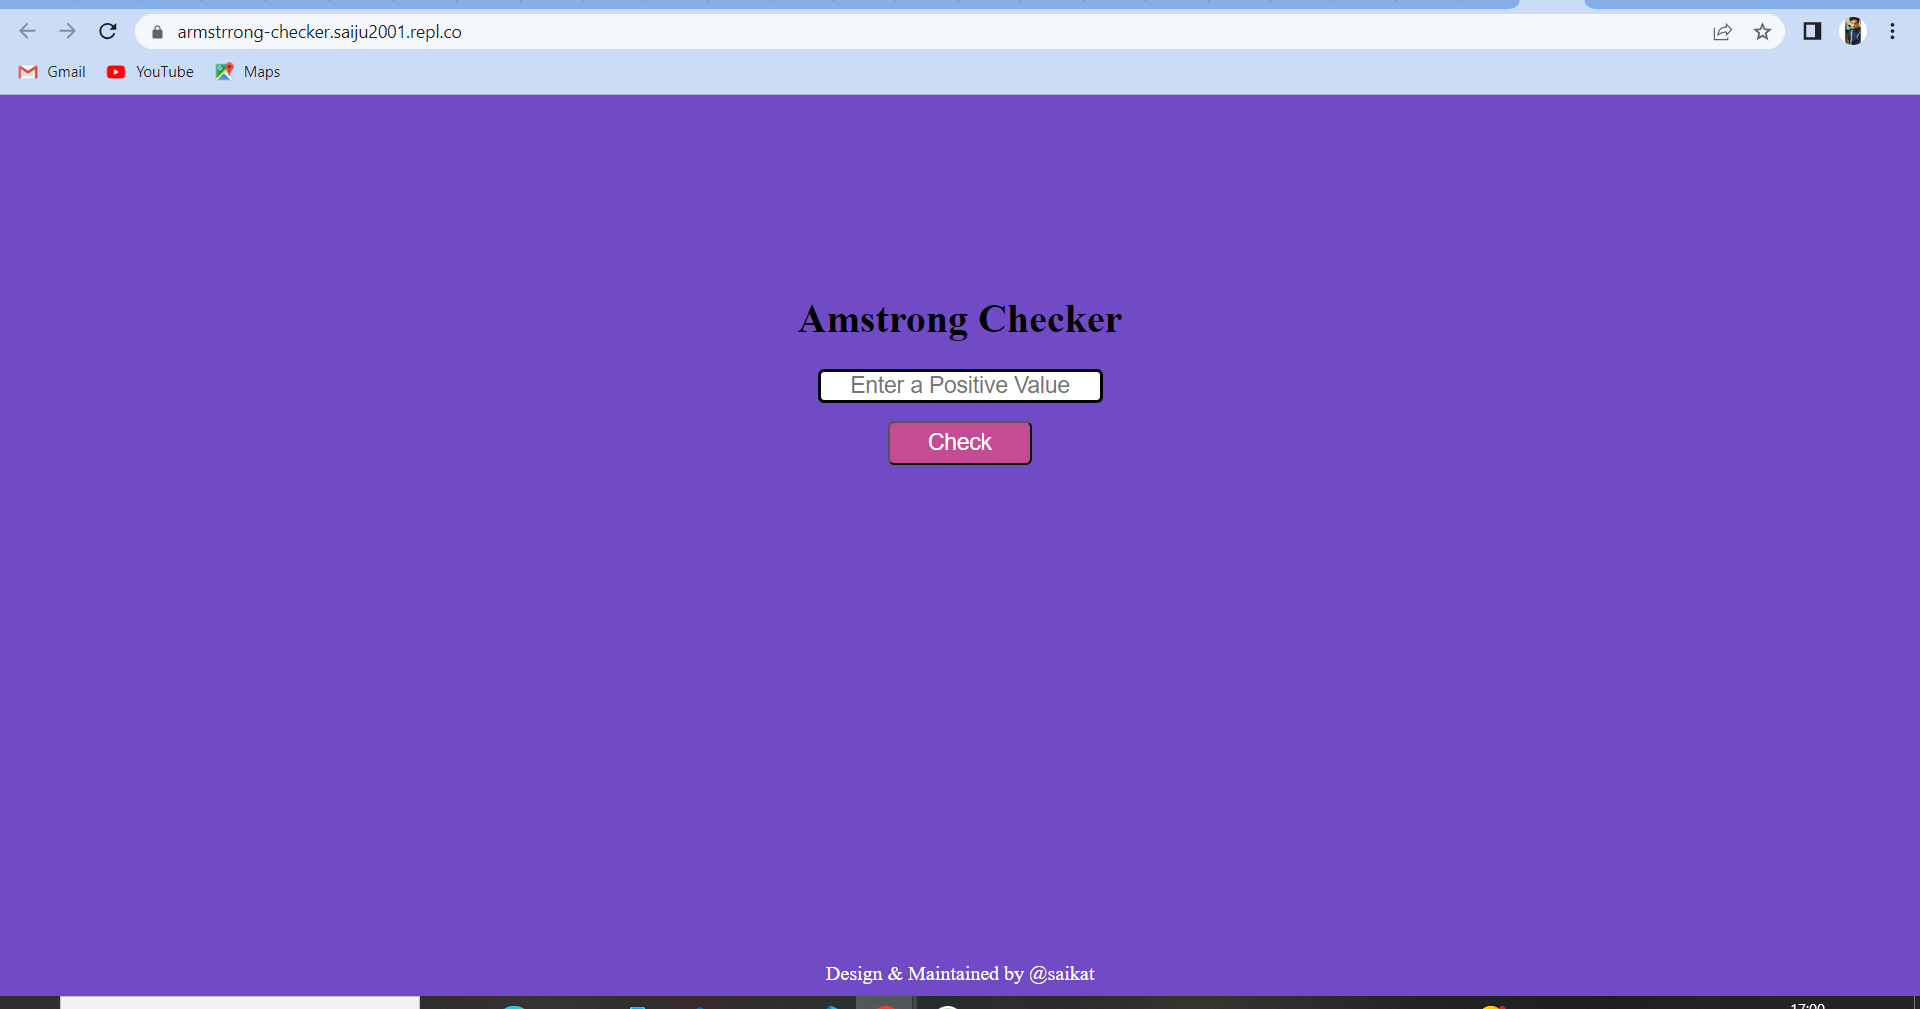 armstrrong-checker.saiju2001.repl.co
Gmail YouTube Maps
Amstrong Checker
Enter a Positive Value
Check
Design & Maintained by @saikat